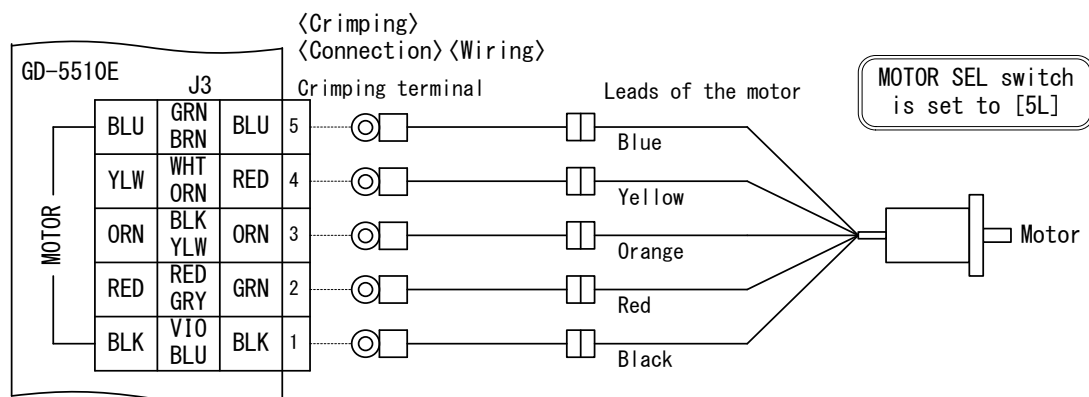 〈Crimping〉
〈Connection〉〈Wiring〉
GD-5510E
J3
Crimping terminal
Leads of the motor
MOTOR SEL switch
is set to [5L]
MOTOR
BLU GRN BRN BLU 5
Blue
YLW WHT ORN RED 4
Yellow
ORN BLK YLW ORN 3
Orange
Motor
RED RED GRY GRN 2
Red
BLK VIO BLU BLK 1
Black